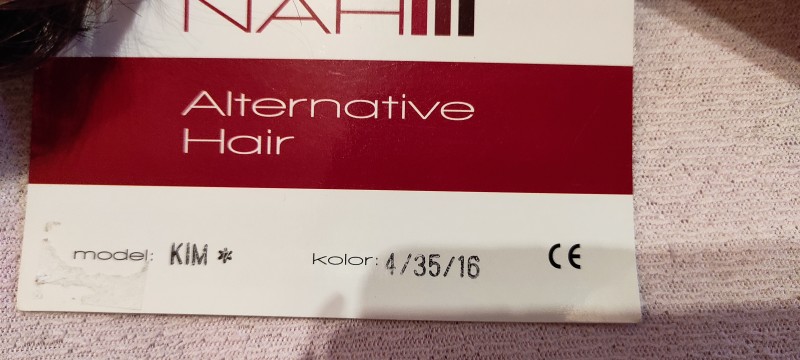 NAH
Alternative
Hair
model: KIM *
kolor: 4/35/16
CE